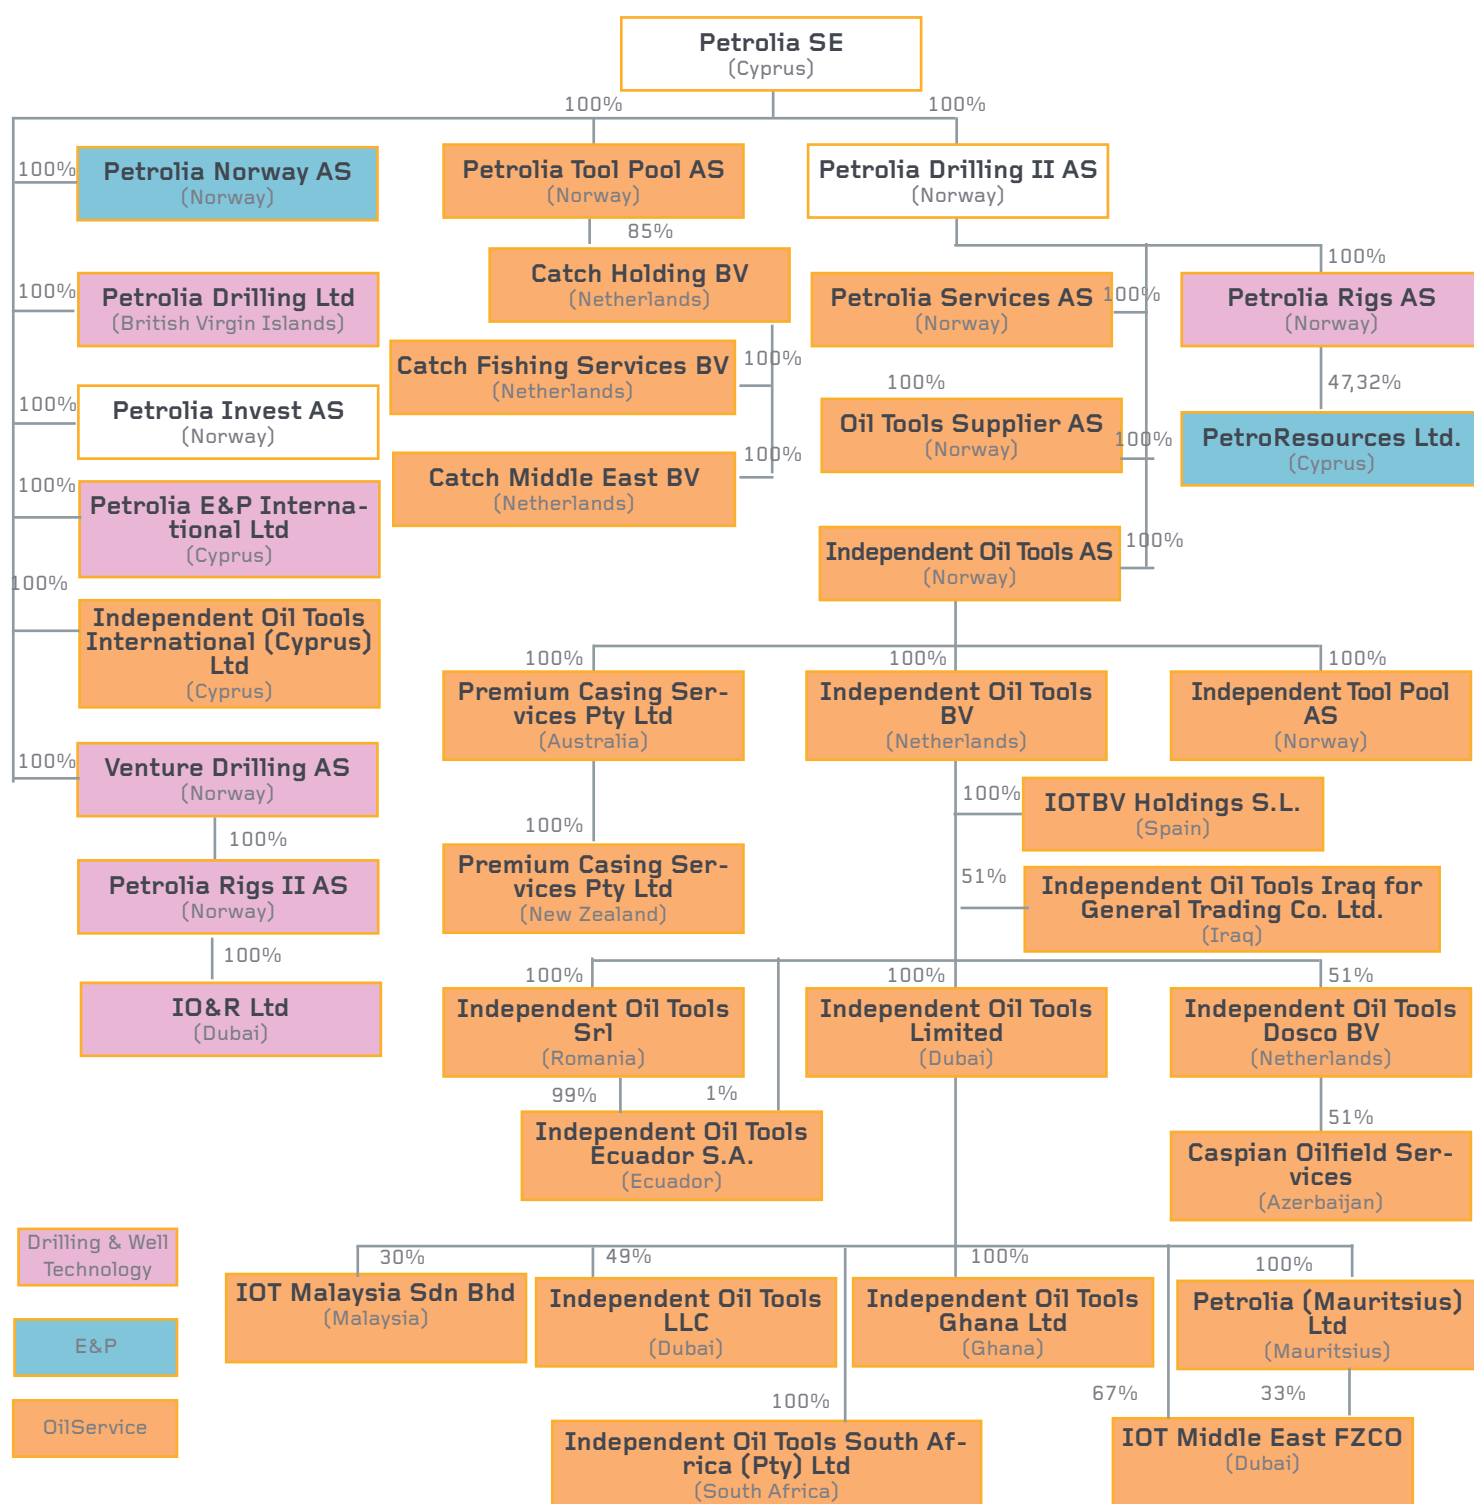 Petrolia SE
(Cyprus)
100%
100%
100%
Petrolia Norway AS
(Norway)
Petrolia Tool Pool AS
(Norway)
Petrolia Drilling II AS
(Norway)
85%
100%
Petrolia Drilling Ltd
(British Virgin Islands)
Catch Holding BV
(Netherlands)
Petrolia Services AS
(Norway)
100%
100%
Petrolia Rigs AS
(Norway)
100%
Petrolia Invest AS
(Norway)
Catch Fishing Services BV
(Netherlands)
100%
100%
Oil Tools Supplier AS
(Norway)
100%
47,32%
PetroResources Ltd.
(Cyprus)
100%
Petrolia E&P Interna-
tional Ltd
(Cyprus)
Catch Middle East BV
(Netherlands)
100%
Independent Oil Tools AS
(Norway)
100%
100%
Independent Oil Tools
International (Cyprus)
Ltd
(Cyprus)
100%
Premium Casing Ser-
vices Pty Ltd
(Australia)
100%
Independent Oil Tools
BV
(Netherlands)
100%
Independent Tool Pool
AS
(Norway)
100%
Venture Drilling AS
(Norway)
100%
IOTBV Holdings S.L.
(Spain)
100%
Petrolia Rigs II AS
(Norway)
100%
Premium Casing Ser-
vices Pty Ltd
(New Zealand)
51%
Independent Oil Tools Iraq for
General Trading Co. Ltd.
(Iraq)
100%
IO&R Ltd
(Dubai)
100%
Independent Oil Tools
Srl
(Romania)
100%
Independent Oil Tools
Limited
(Dubai)
51%
Independent Oil Tools
Dosco BV
(Netherlands)
99%
1%
Independent Oil Tools
Ecuador S.A.
(Ecuador)
51%
Caspian Oilfield Ser-
vices
(Azerbaijan)
Drilling & Well
Technology
E&P
OilService
30%
IOT Malaysia Sdn Bhd
(Malaysia)
49%
Independent Oil Tools
LLC
(Dubai)
100%
Independent Oil Tools
Ghana Ltd
(Ghana)
100%
Petrolia (Mauritsius)
Ltd
(Mauritsius)
100%
Independent Oil Tools South Af-
rica (Pty) Ltd
(South Africa)
67%
33%
IOT Middle East FZCO
(Dubai)